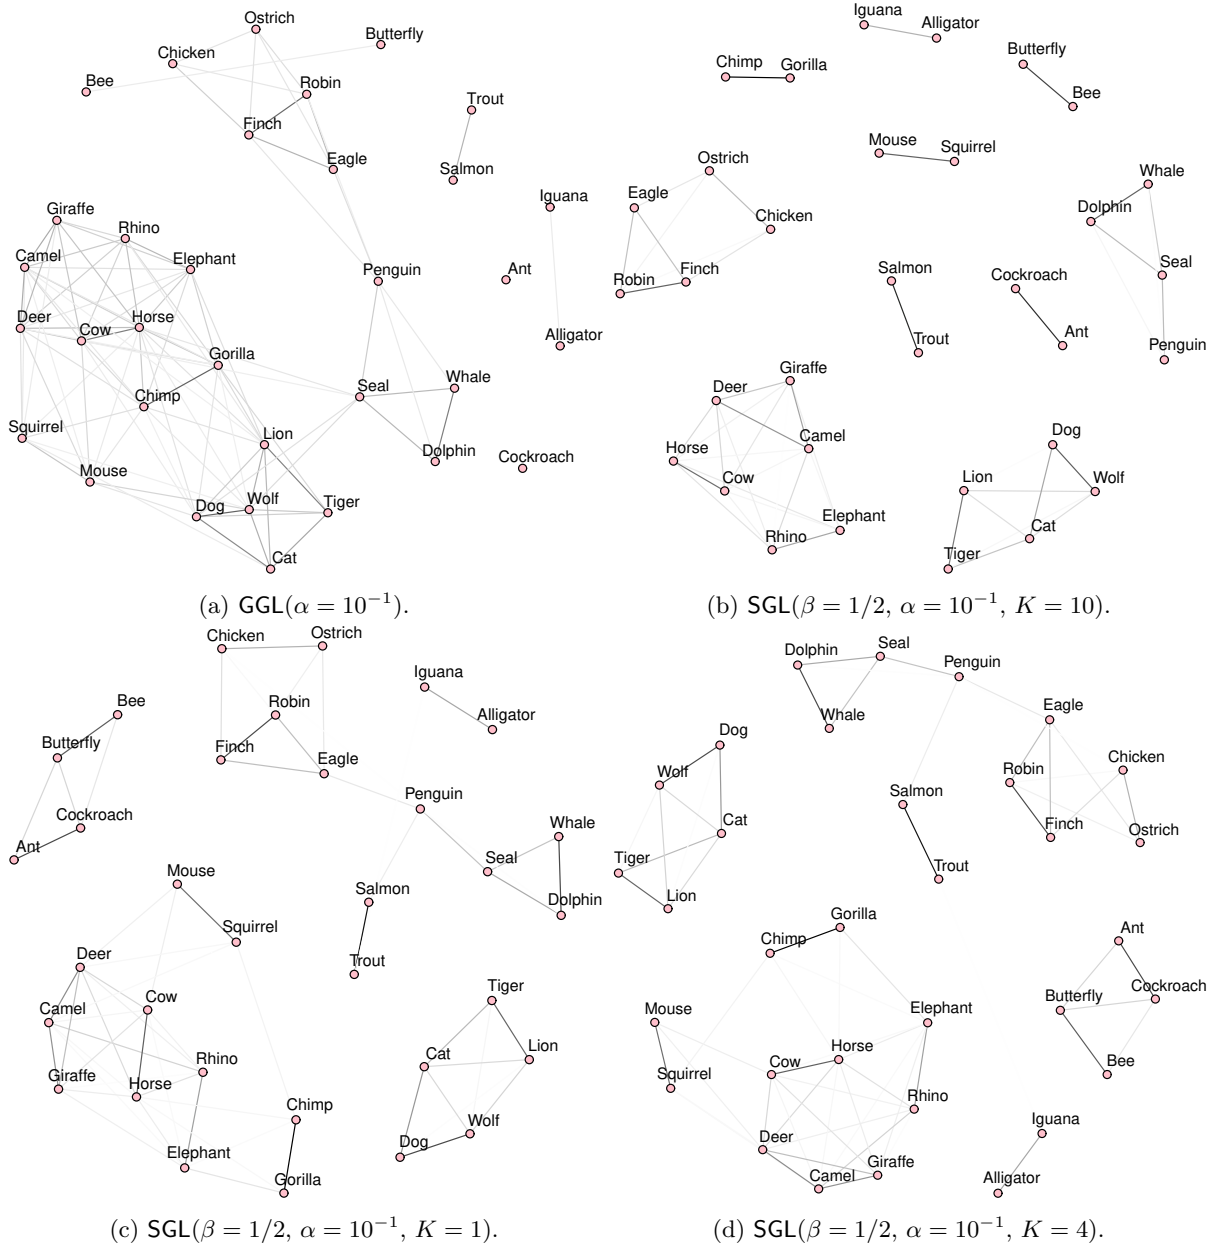 Ostrich
Butterfly
Chicken
Bee
Robin
Trout
Finch
Eagle
Salmon
Iguana
Giraffe
Rhino
Camel
Elephant
Penguin
Ant
Deer
Cow
Horse
Alligator
Gorilla
Seal
Whale
Chimp
Squirrel
Lion
Dolphin
Cockroach
Mouse
Dog
Wolf
Tiger
Cat
(a) GGL(α = 10⁻¹).
Iguana
Alligator
Butterfly
Chimp
Gorilla
Bee
Mouse
Squirrel
Ostrich
Whale
Eagle
Dolphin
Chicken
Robin
Finch
Salmon
Cockroach
Seal
Trout
Ant
Penguin
Giraffe
Deer
Camel
Dog
Horse
Cow
Lion
Wolf
Elephant
Cat
Rhino
Tiger
(b) SGL(β = 1/2, α = 10⁻¹, K = 10).
Chicken
Ostrich
Iguana
Bee
Robin
Alligator
Butterfly
Finch
Eagle
Penguin
Cockroach
Whale
Ant
Seal
Mouse
Salmon
Dolphin
Squirrel
Deer
Trout
Cow
Tiger
Camel
Lion
Rhino
Cat
Giraffe
Horse
Chimp
Wolf
Dog
Elephant
Gorilla
(c) SGL(β = 1/2, α = 10⁻¹, K = 1).
Dolphin
Seal
Penguin
Whale
Eagle
Dog
Wolf
Robin
Chicken
Salmon
Cat
Finch
Ostrich
Tiger
Trout
Lion
Gorilla
Chimp
Ant
Mouse
Elephant
Butterfly
Cockroach
Horse
Cow
Squirrel
Bee
Rhino
Deer
Iguana
Camel
Giraffe
Alligator
(d) SGL(β = 1/2, α = 10⁻¹, K = 4).